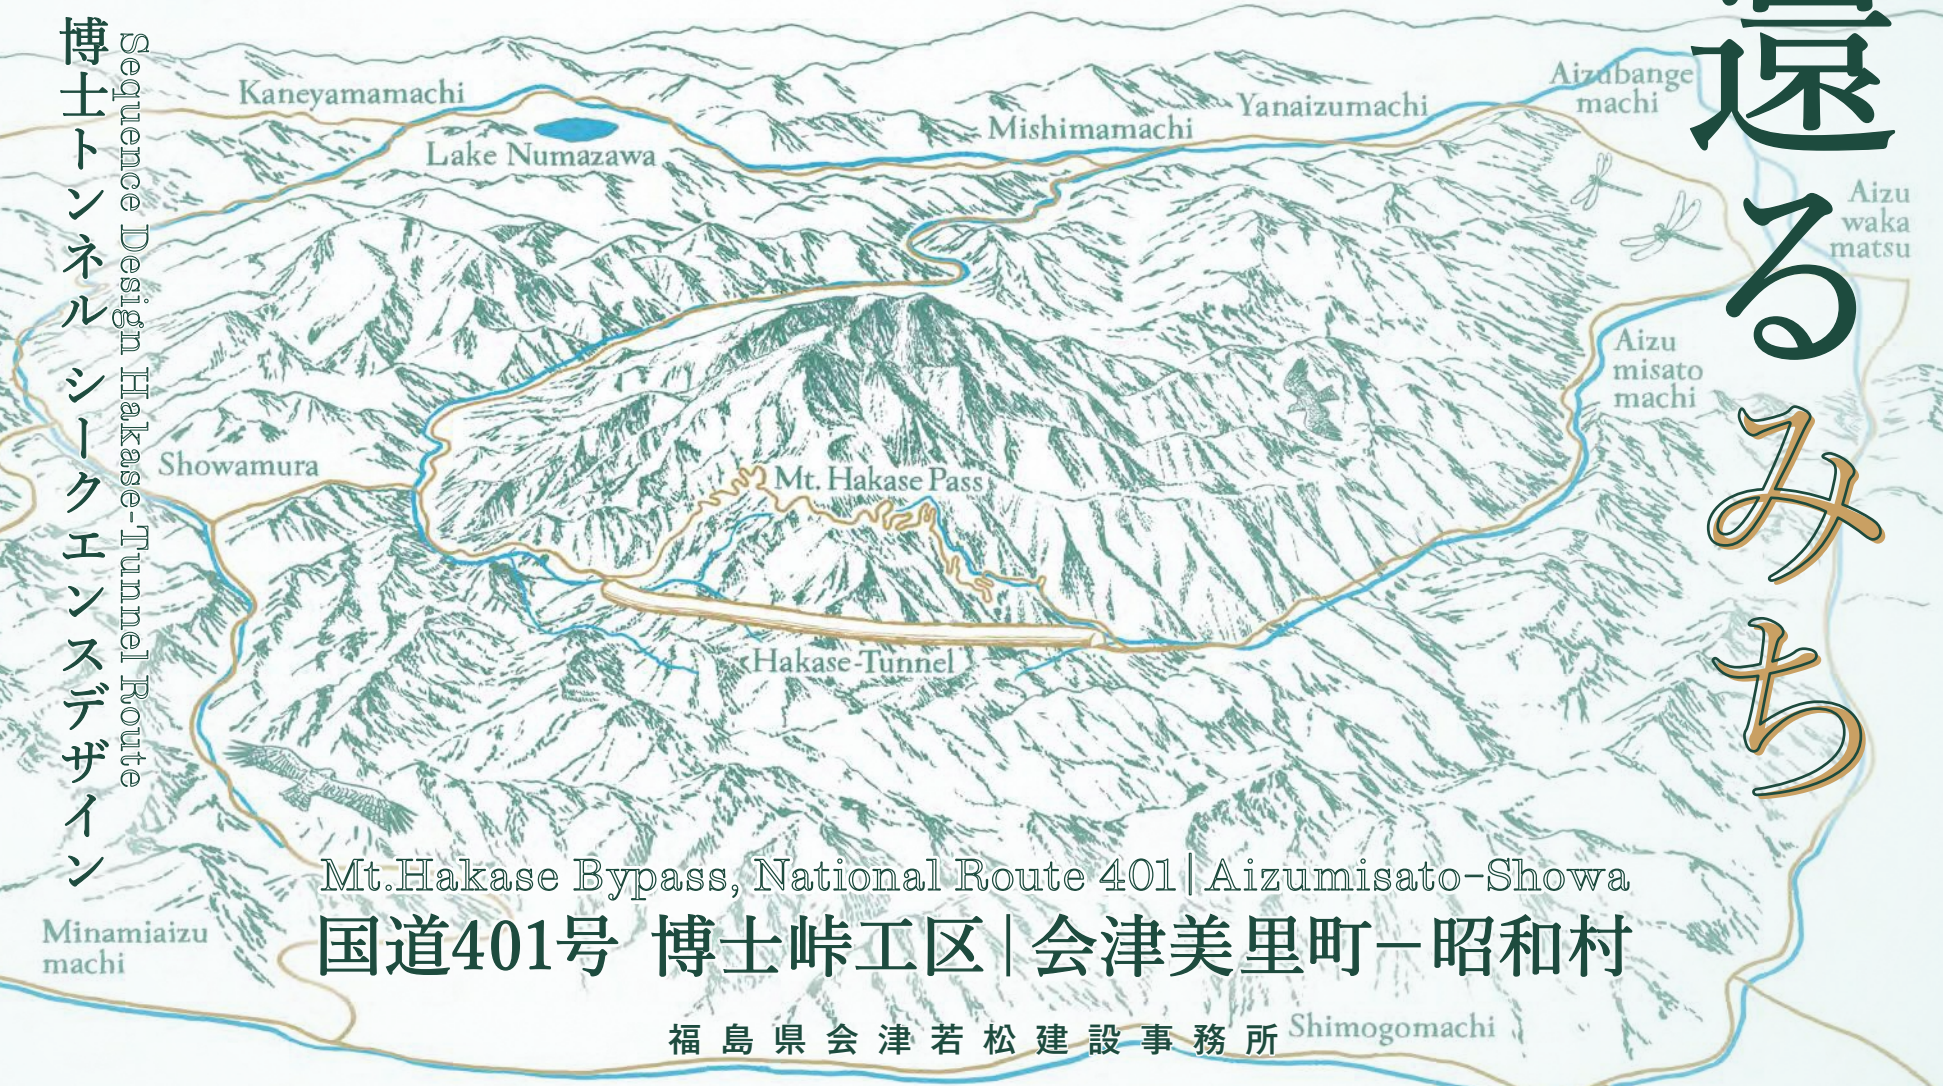 還るみち
博士トンネル シークエンスデザイン
Sequence Design Hakase-Tunnel Route
Kaneyamamachi
Lake Numazawa
Mishimamachi
Yanaizumachi
Aizubange
machi
Aizu
waka
matsu
Aizu
misato
machi
Showamura
Mt. Hakase Pass
Hakase-Tunnel
Mt.Hakase Bypass, National Route 401|Aizumisato-Showa
国道401号 博士峠工区|会津美里町−昭和村
Minamiaizu
machi
福島県会津若松建設事務所
Shimogomachi